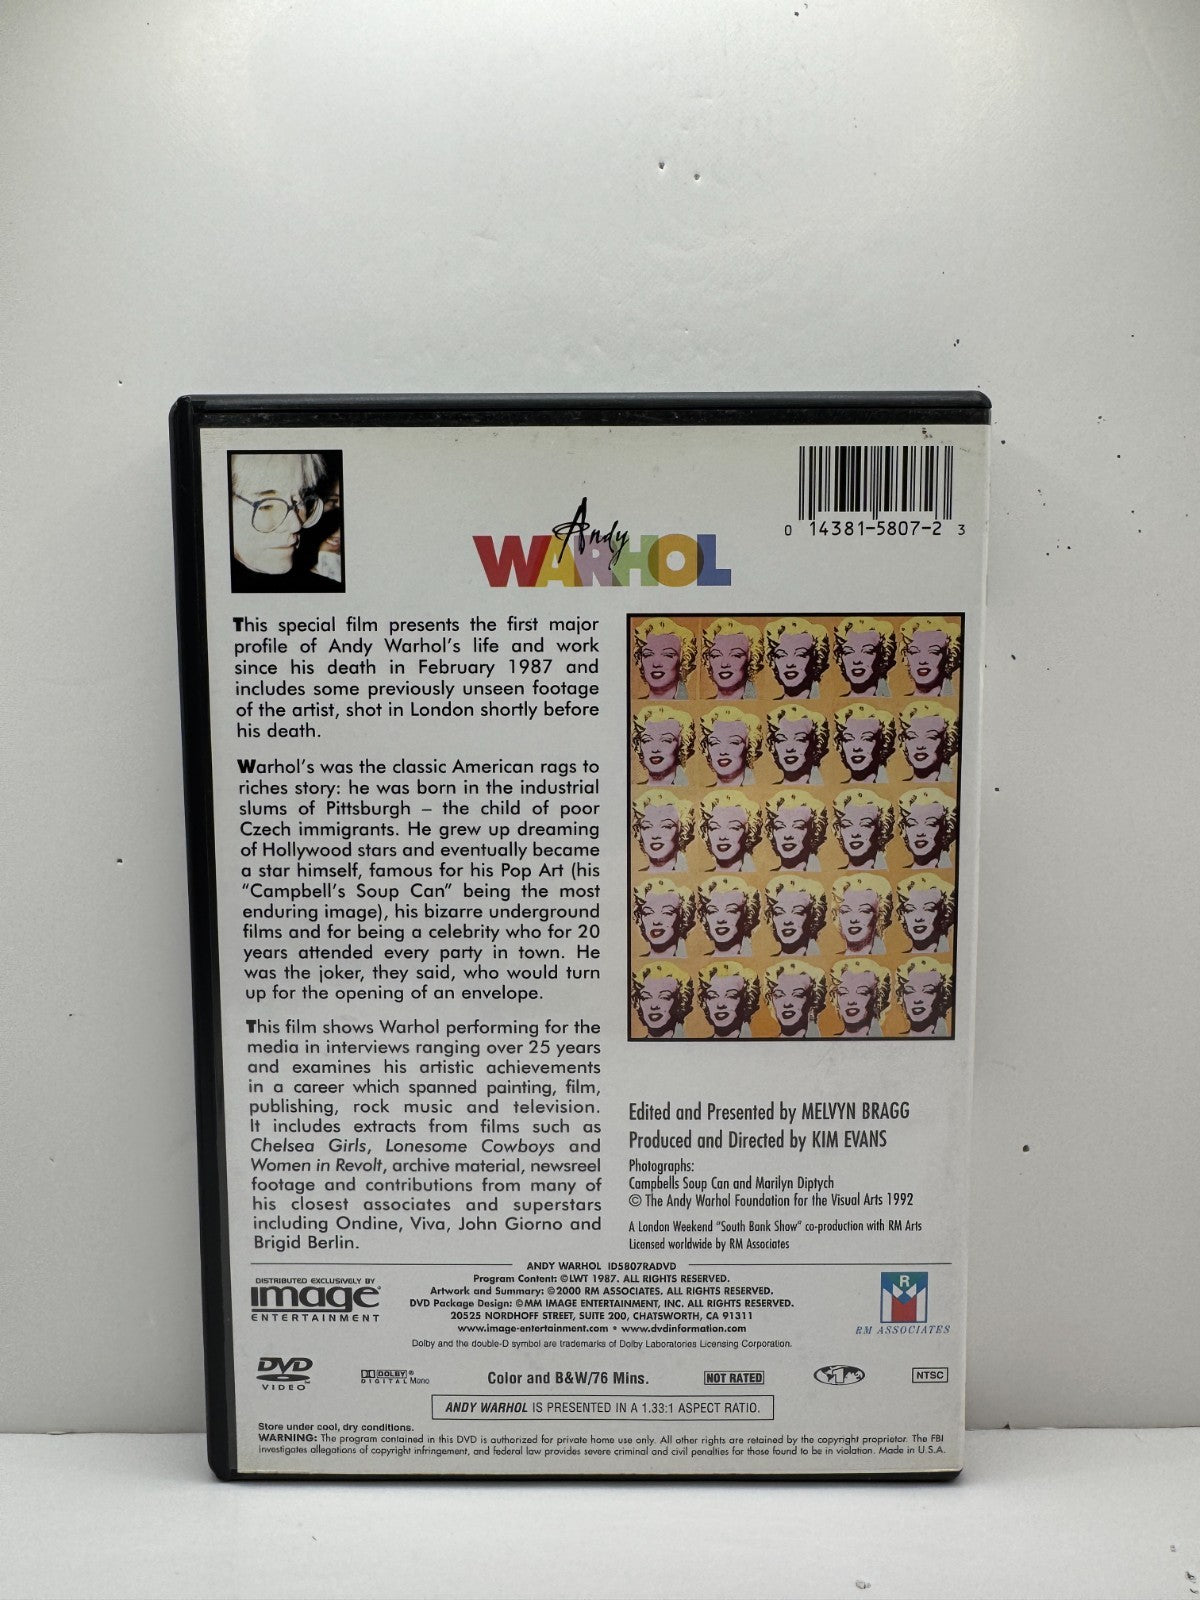 Andy
WARHOL
0 14381-5807-2 3
This special film presents the first major
profile of Andy Warhol's life and work
since his death in February 1987 and
includes some previously unseen footage
of the artist, shot in London shortly before
his death.
Warhol's was the classic American rags to
riches story: he was born in the industrial
slums of Pittsburgh – the child of poor
Czech immigrants. He grew up dreaming
of Hollywood stars and eventually became
a star himself, famous for his Pop Art (his
“Campbell's Soup Can” being the most
enduring image), his bizarre underground
films and for being a celebrity who for 20
years attended every party in town. He
was the joker, they said, who would turn
up for the opening of an envelope.
This film shows Warhol performing for the
media in interviews ranging over 25 years
and examines his artistic achievements
in a career which spanned painting, film,
publishing, rock music and television.
It includes extracts from films such as
Chelsea Girls, Lonesome Cowboys and
Women in Revolt, archive material, newsreel
footage and contributions from many of
his closest associates and superstars
including Ondine, Viva, John Giorno and
Brigid Berlin.
Edited and Presented by MELVYN BRAGG
Produced and Directed by KIM EVANS
Photographs:
Campbells Soup Can and Marilyn Diptych
© The Andy Warhol Foundation for the Visual Arts 1992
A London Weekend "South Bank Show" co-production with RM Arts
Licensed worldwide by RM Associates
ANDY WARHOL ID5807RADVD
DISTRIBUTED EXCLUSIVELY BY
image®
ENTERTAINMENT
Program Content: ©LWT 1987. ALL RIGHTS RESERVED.
Artwork and Summary: ©2000 RM ASSOCIATES. ALL RIGHTS RESERVED.
DVD Package Design: ©MM IMAGE ENTERTAINMENT, INC. ALL RIGHTS RESERVED.
20525 NORDHOFF STREET, SUITE 200, CHATSWORTH, CA 91311
www.image-entertainment.com • www.dvdinformation.com
Dolby and the double-D symbol are trademarks of Dolby Laboratories Licensing Corporation.
R M
RM ASSOCIATES
DVD
VIDEO
DOLBY®
DIGITAL Mono
Color and B&W/76 Mins.
NOT RATED
1
NTSC
ANDY WARHOL IS PRESENTED IN A 1.33:1 ASPECT RATIO.
Store under cool, dry conditions.
WARNING: The program contained in this DVD is authorized for private home use only. All other rights are retained by the copyright proprietor. The FBI
investigates allegations of copyright infringement, and federal law provides severe criminal and civil penalties for those found to be in violation. Made in U.S.A.